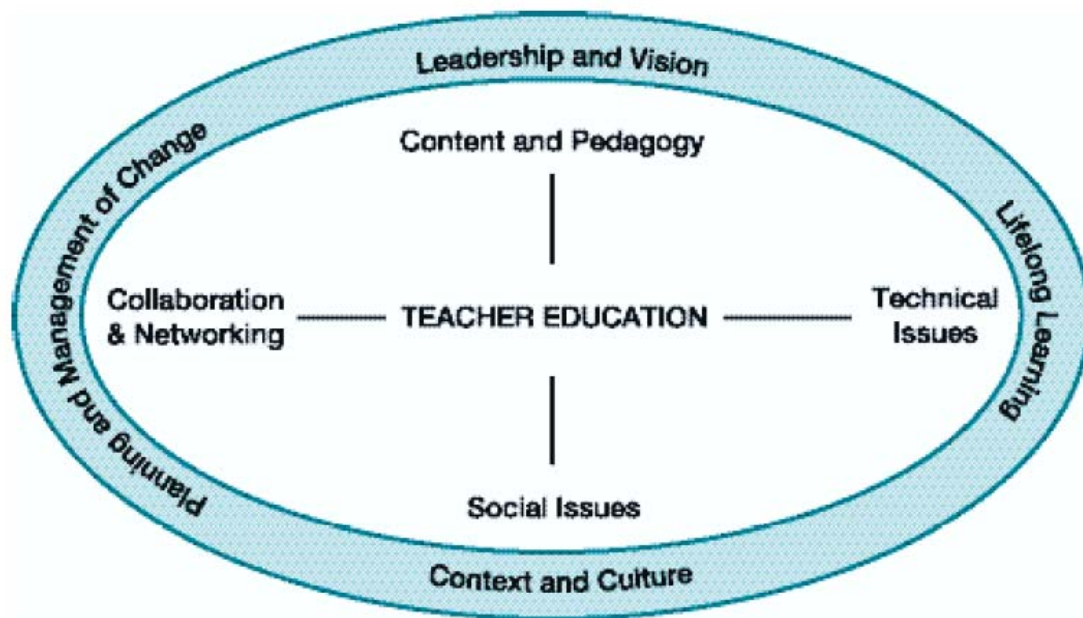 Leadership and Vision
Content and Pedagogy
Planning and Management of Change
Collaboration
& Networking
TEACHER EDUCATION
Technical
Issues
Lifelong Learning
Social Issues
Context and Culture